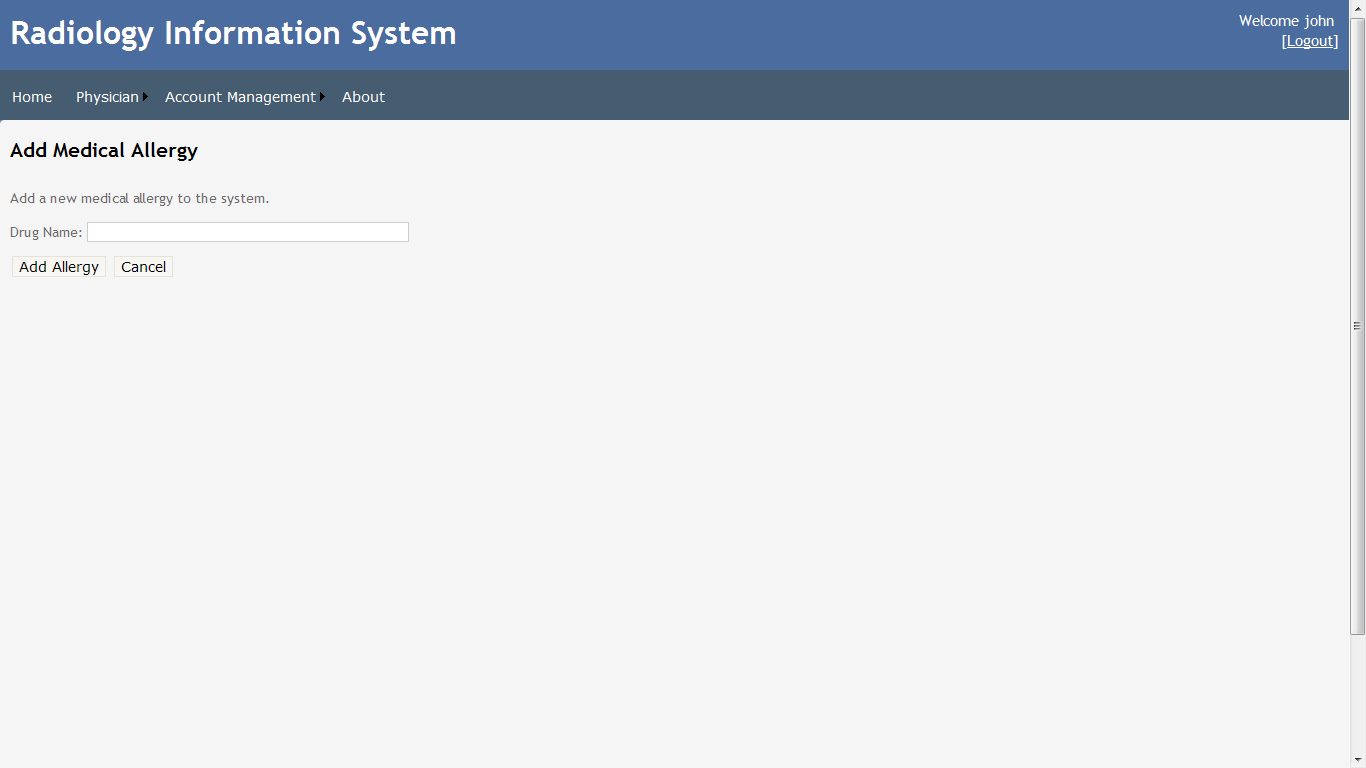 Radiology Information System
Welcome john
[Logout]
Home Physician Account Management About
Add Medical Allergy
Add a new medical allergy to the system.
Drug Name:
Add Allergy Cancel